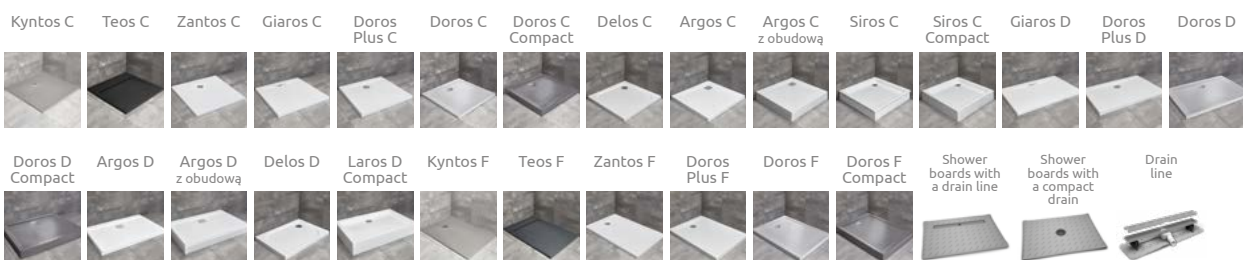 Kyntos C
Teos C
Zantos C
Giaros C
Doros
Plus C
Doros C
Doros C
Compact
Delos C
Argos C
Argos C
z obudową
Siros C
Siros C
Compact
Giaros D
Doros
Plus D
Doros D
Doros D
Compact
Argos D
Argos D
z obudową
Delos D
Laros D
Compact
Kyntos F
Teos F
Zantos F
Doros
Plus F
Doros F
Doros F
Compact
Shower
boards with
a drain line
Shower
boards with
a compact
drain
Drain
line